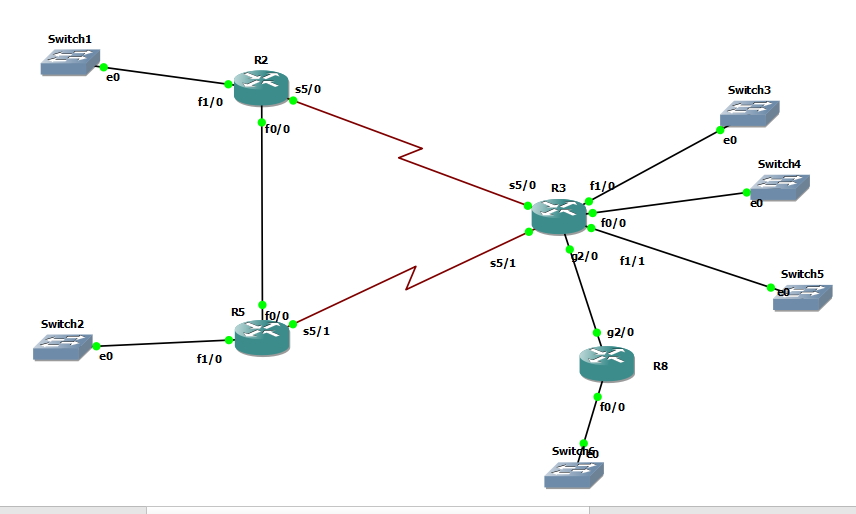 Switch1
e0
R2
f1/0
s5/0
f0/0
Switch3
e0
Switch4
e0
R3
s5/0
f1/0
f0/0
s5/1
g2/0
f1/1
Switch5
e0
R5
f0/0
s5/1
f1/0
Switch2
e0
g2/0
R8
f0/0
Switch6
e0